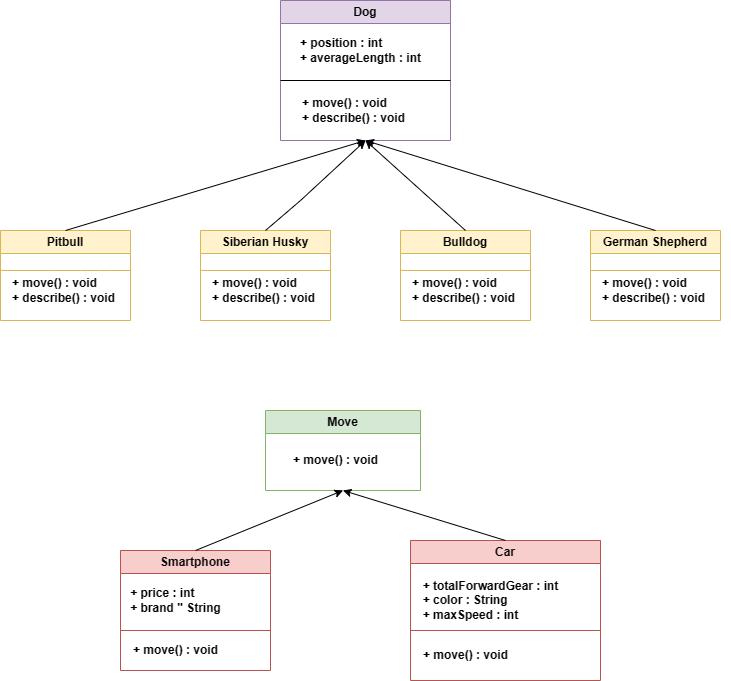 Dog
+ position : int
+ averageLength : int
+ move() : void
+ describe() : void
Pitbull
+ move() : void
+ describe() : void
Siberian Husky
+ move() : void
+ describe() : void
Bulldog
+ move() : void
+ describe() : void
German Shepherd
+ move() : void
+ describe() : void
Move
+ move() : void
Smartphone
+ price : int
+ brand " String
+ move() : void
Car
+ totalForwardGear : int
+ color : String
+ maxSpeed : int
+ move() : void